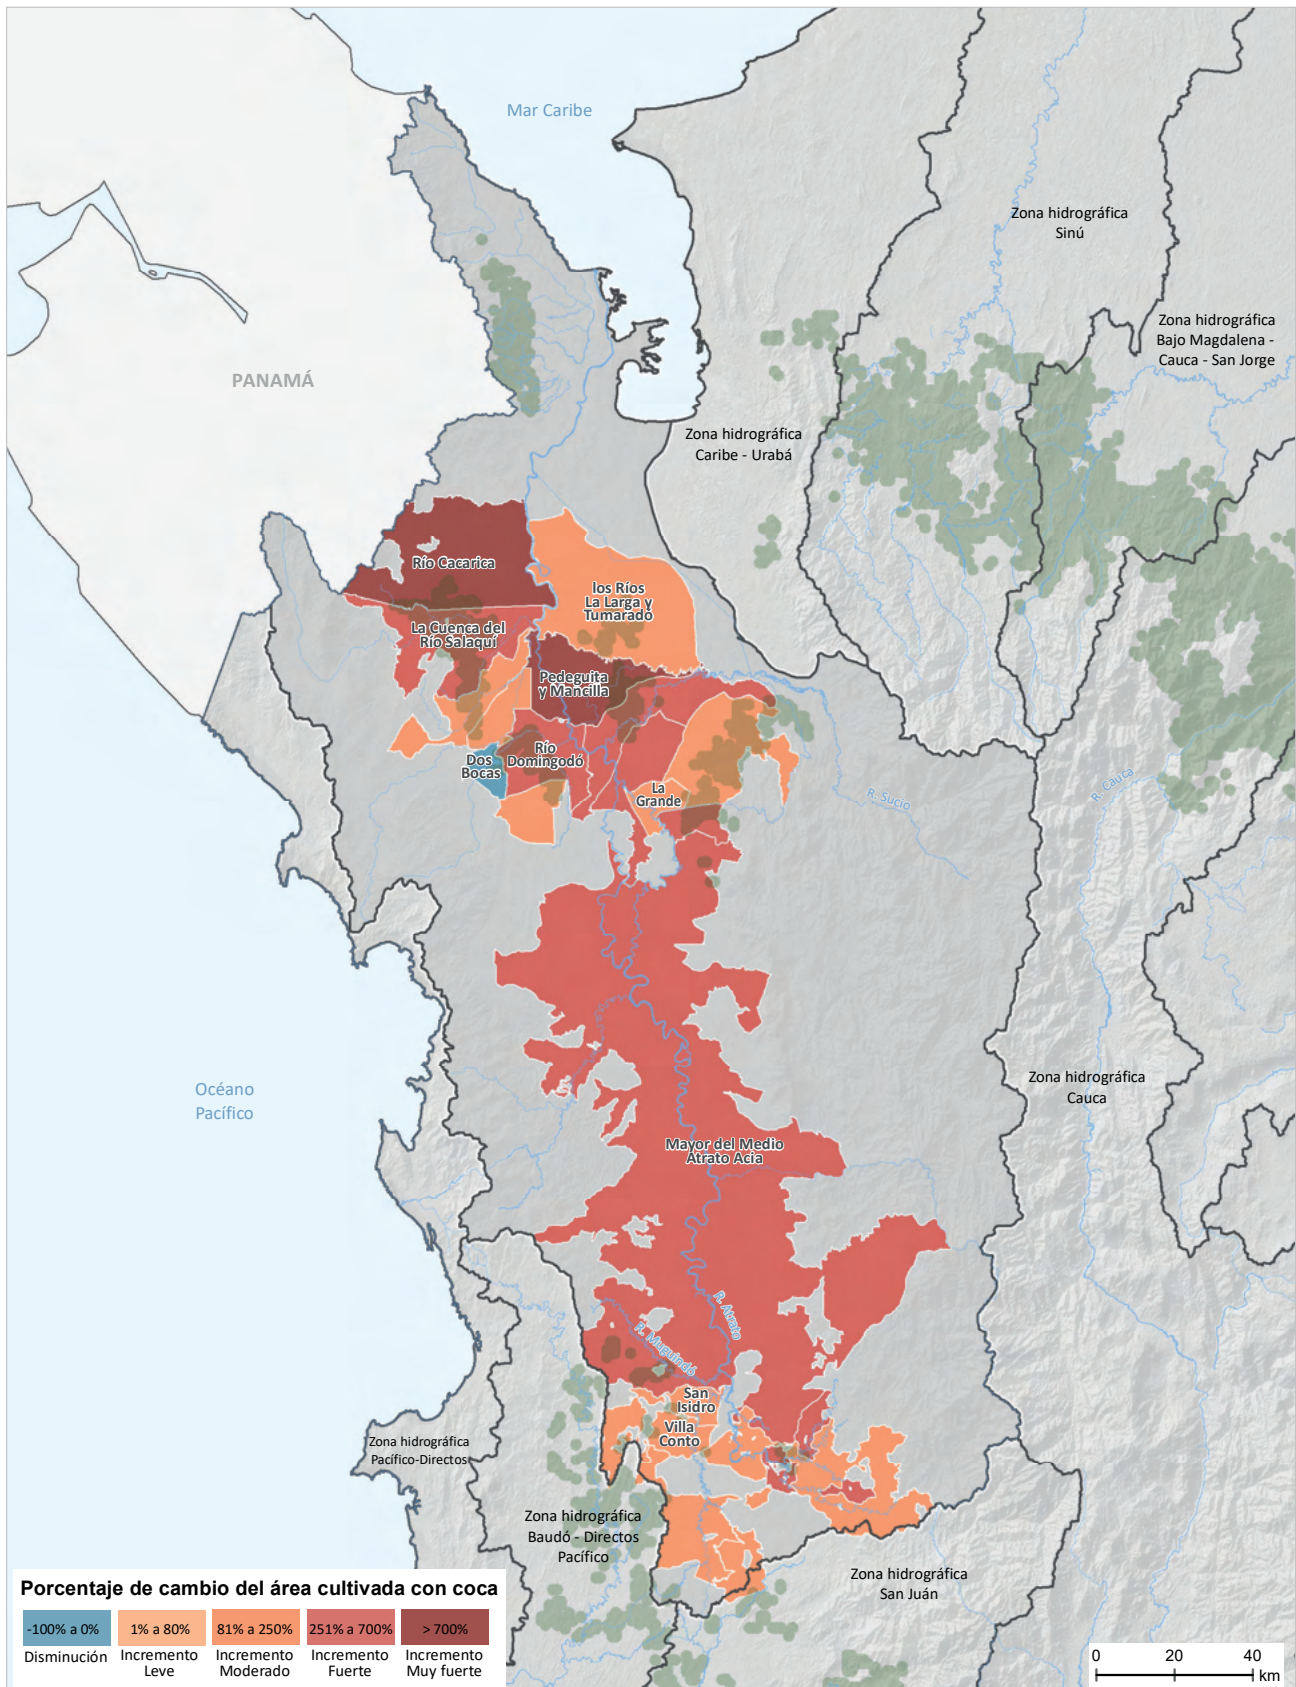 Mar Caribe
Zona hidrográfica
Sinú
Zona hidrográfica
Bajo Magdalena -
Cauca - San Jorge
PANAMÁ
Zona hidrográfica
Caribe - Urabá
Río Cacarica
los Ríos
La Larga y
Tumaradó
La Cuenca del
Río Salaquí
Pedeguita
y Mancilla
Río
Domingodó
Dos
Bocas
La
Grande
R. Sucio
R. Cauca
Océano
Pacífico
Zona hidrográfica
Cauca
Mayor del Medio
Atrato Acia
R. Atrato
R. Muguindó
San
Isidro
Villa
Conto
Zona hidrográfica
Pacífico-Directos
Zona hidrográfica
Baudó - Directos
Pacífico
Zona hidrográfica
San Juán
Porcentaje de cambio del área cultivada con coca
-100% a 0%
1% a 80%
81% a 250%
251% a 700%
> 700%
Disminución
Incremento
Leve
Incremento
Moderado
Incremento
Fuerte
Incremento
Muy fuerte
0 20 40
km